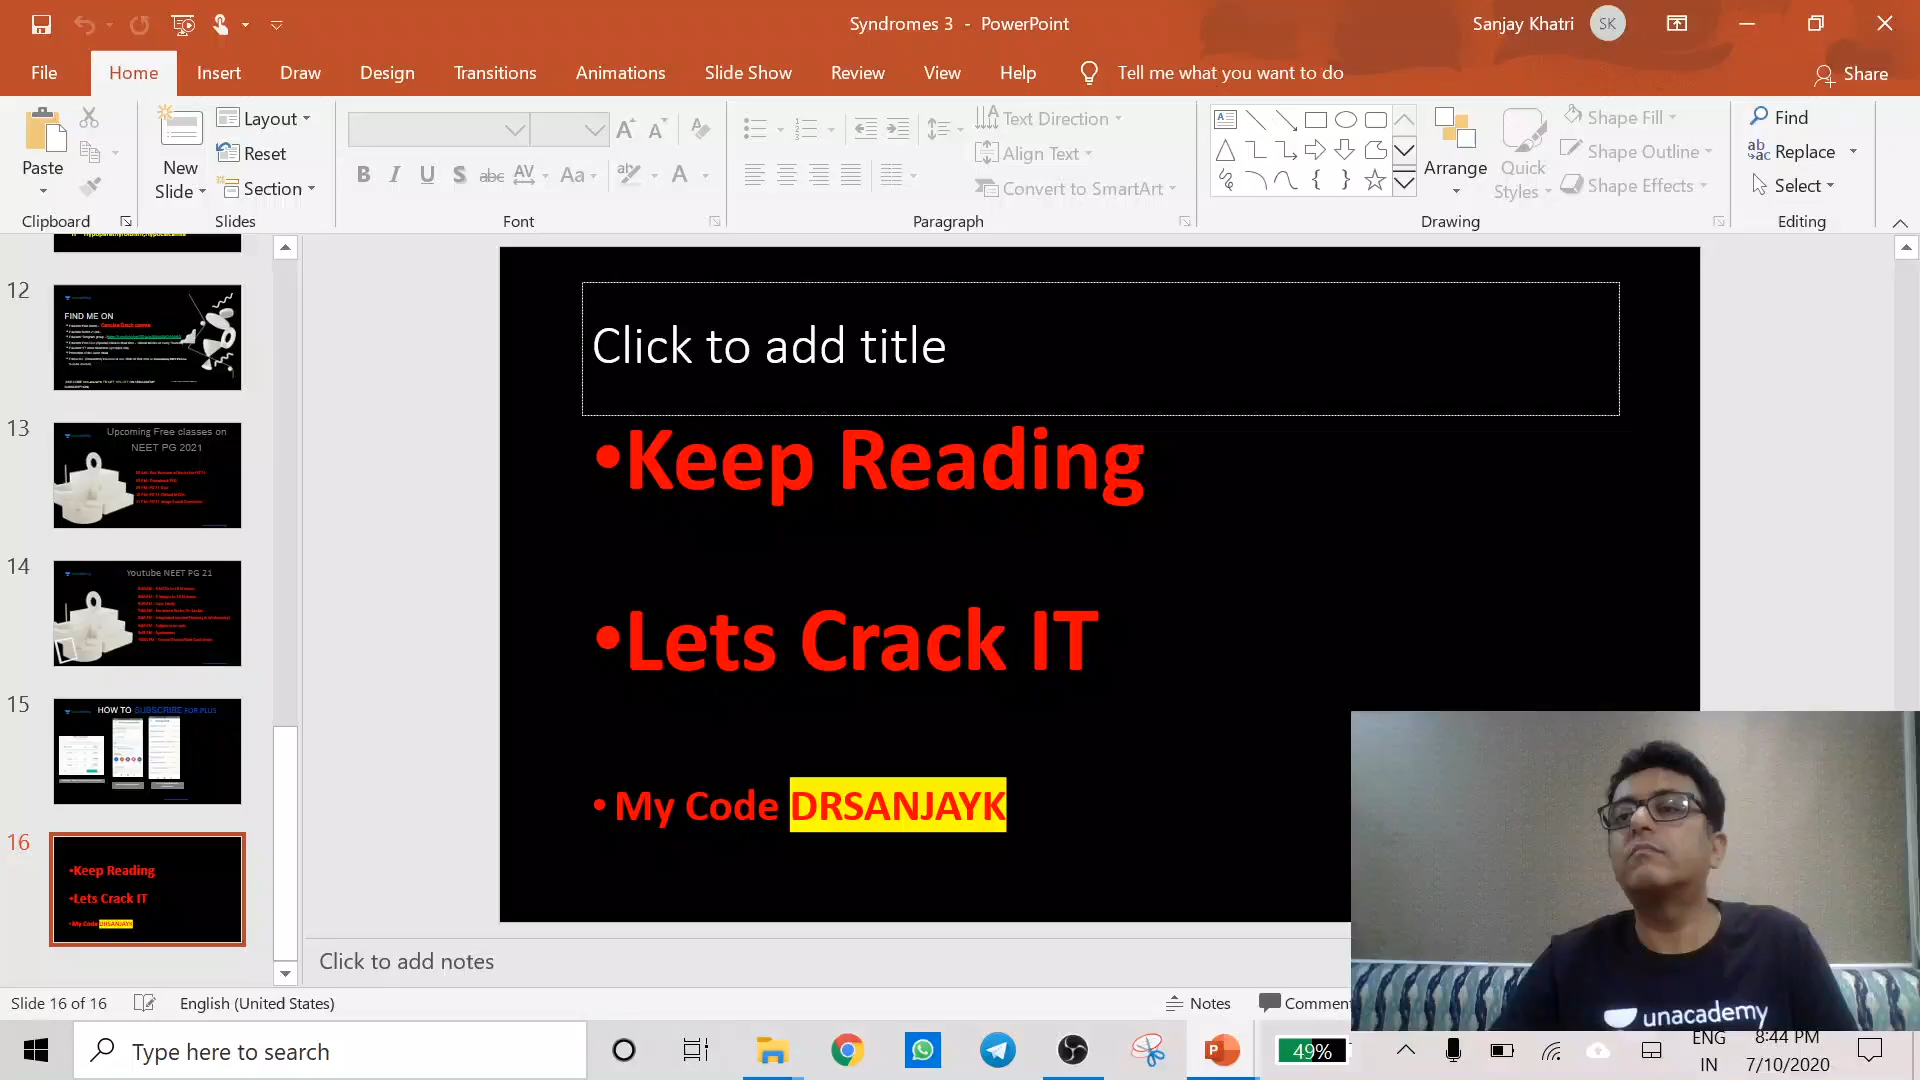 Syndromes 3 - PowerPoint
Sanjay Khatri
SK
File
Home
Insert
Draw
Design
Transitions
Animations
Slide Show
Review
View
Help
Tell me what you want to do
Share
Paste
Clipboard
New Slide
Layout
Reset
Section
Slides
B I U S abc AV Aa A
Font
Text Direction
Align Text
Convert to SmartArt
Paragraph
Arrange
Quick Styles
Shape Fill
Shape Outline
Shape Effects
Drawing
Find
Replace
Select
Editing
12
FIND ME ON
13
Upcoming Free classes on
NEET PG 2021
14
Youtube NEET PG 21
15
HOW TO SUBSCRIBE FOR PLUS
16
•Keep Reading
•Lets Crack IT
•My Code DRSANJAYK
Click to add title
•Keep Reading
•Lets Crack IT
• My Code DRSANJAYK
Click to add notes
unacademy
Slide 16 of 16
English (United States)
Notes
Type here to search
49%
ENG
IN
8:44 PM
7/10/2020